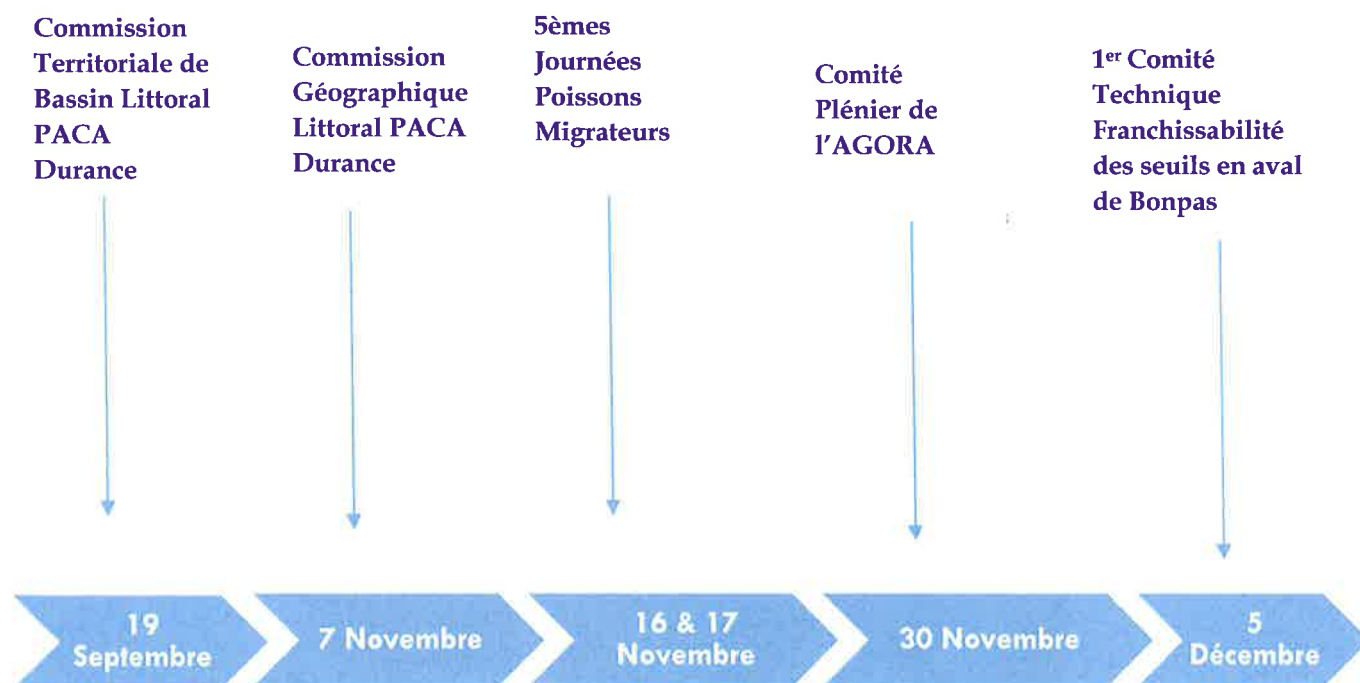 Commission
Territoriale de
Bassin Littoral
PACA
Durance
Commission
Géographique
Littoral PACA
Durance
5èmes
Journées
Poissons
Migrateurs
Comité
Plénier de
l'AGORA
1er Comité
Technique
Franchissabilité
des seuils en aval
de Bonpas
19
Septembre
7 Novembre
16 & 17
Novembre
30 Novembre
5
Décembre